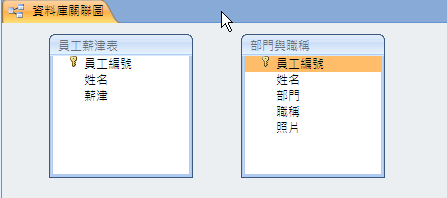 資料庫關聯圖
員工薪津表
員工編號
姓名
薪津
部門與職稱
員工編號
姓名
部門
職稱
照片